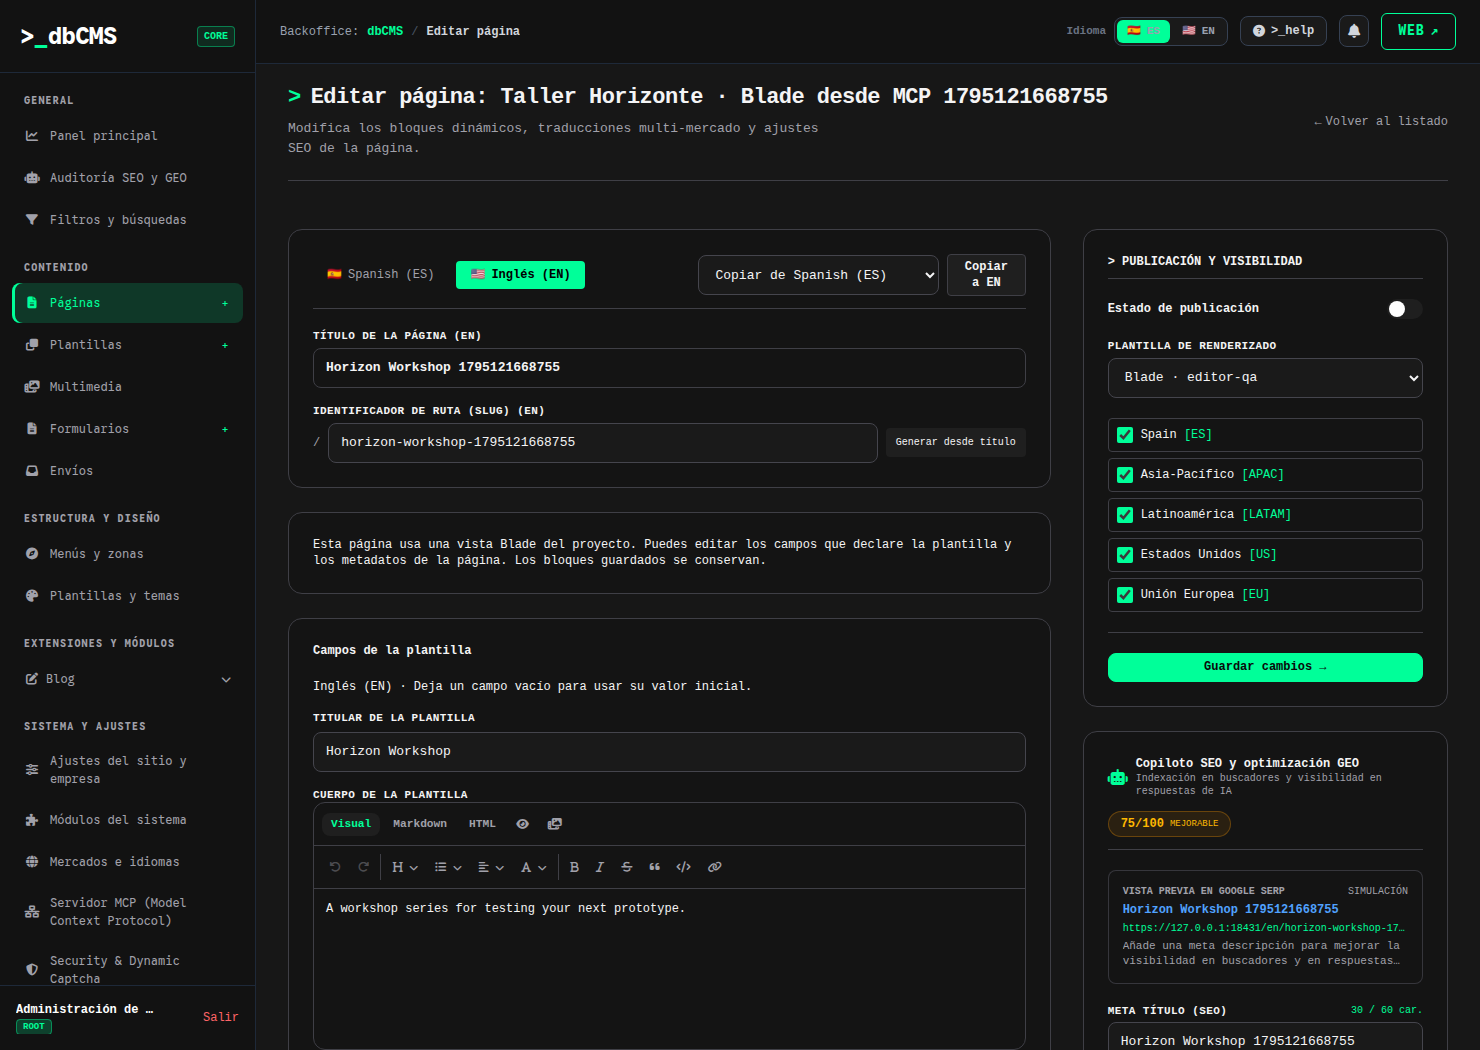 >_dbCMS
CORE
GENERAL
Panel principal
Auditoría SEO y GEO
Filtros y búsquedas
CONTENIDO
Páginas +
Plantillas +
Multimedia
Formularios +
Envíos
ESTRUCTURA Y DISEÑO
Menús y zonas
Plantillas y temas
EXTENSIONES Y MÓDULOS
Blog
SISTEMA Y AJUSTES
Ajustes del sitio y
empresa
Módulos del sistema
Mercados e idiomas
Servidor MCP (Model
Context Protocol)
Security & Dynamic
Captcha
Administración de …
ROOT
Salir
Backoffice: dbCMS / Editar página
Idioma
EN
>_help
WEB ↗
> Editar página: Taller Horizonte · Blade desde MCP 1795121668755
Modifica los bloques dinámicos, traducciones multi-mercado y ajustes
SEO de la página.
← Volver al listado
Spanish (ES)
Inglés (EN)
Copiar de Spanish (ES)
Copiar
a EN
TÍTULO DE LA PÁGINA (EN)
Horizon Workshop 1795121668755
IDENTIFICADOR DE RUTA (SLUG) (EN)
/ horizon-workshop-1795121668755
Generar desde título
Esta página usa una vista Blade del proyecto. Puedes editar los campos que declare la plantilla y
los metadatos de la página. Los bloques guardados se conservan.
Campos de la plantilla
Inglés (EN) · Deja un campo vacío para usar su valor inicial.
TITULAR DE LA PLANTILLA
Horizon Workshop
CUERPO DE LA PLANTILLA
Visual Markdown HTML
H A B I S
A workshop series for testing your next prototype.
> PUBLICACIÓN Y VISIBILIDAD
Estado de publicación
PLANTILLA DE RENDERIZADO
Blade · editor-qa
Spain [ES]
Asia-Pacífico [APAC]
Latinoamérica [LATAM]
Estados Unidos [US]
Unión Europea [EU]
Guardar cambios →
Copiloto SEO y optimización GEO
Indexación en buscadores y visibilidad en
respuestas de IA
75/100 MEJORABLE
VISTA PREVIA EN GOOGLE SERP
SIMULACIÓN
Horizon Workshop 1795121668755
https://127.0.0.1:18431/en/horizon-workshop-17…
Añade una meta descripción para mejorar la
visibilidad en buscadores y en respuestas…
META TÍTULO (SEO)
30 / 60 car.
Horizon Workshop 1795121668755